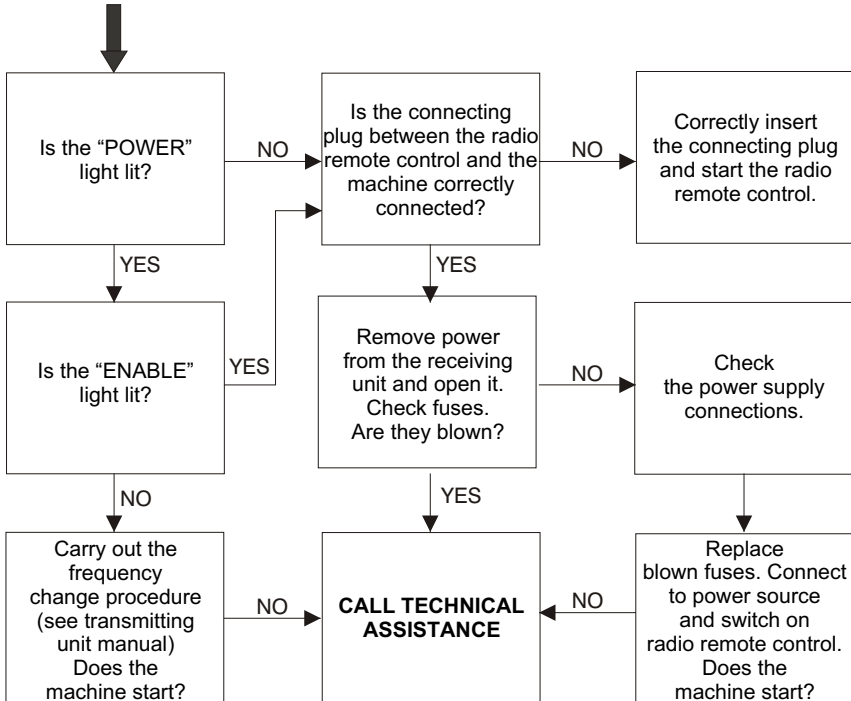 Is the “POWER”
light lit?
NO
Is the connecting
plug between the radio
remote control and the
machine correctly
connected?
NO
Correctly insert
the connecting plug
and start the radio
remote control.
YES
YES
Is the “ENABLE”
light lit?
YES
Remove power
from the receiving
unit and open it.
Check fuses.
Are they blown?
NO
Check
the power supply
connections.
NO
YES
Carry out the
frequency
change procedure
(see transmitting
unit manual)
Does the
machine start?
NO
CALL TECHNICAL
ASSISTANCE
NO
Replace
blown fuses. Connect
to power source
and switch on
radio remote control.
Does the
machine start?